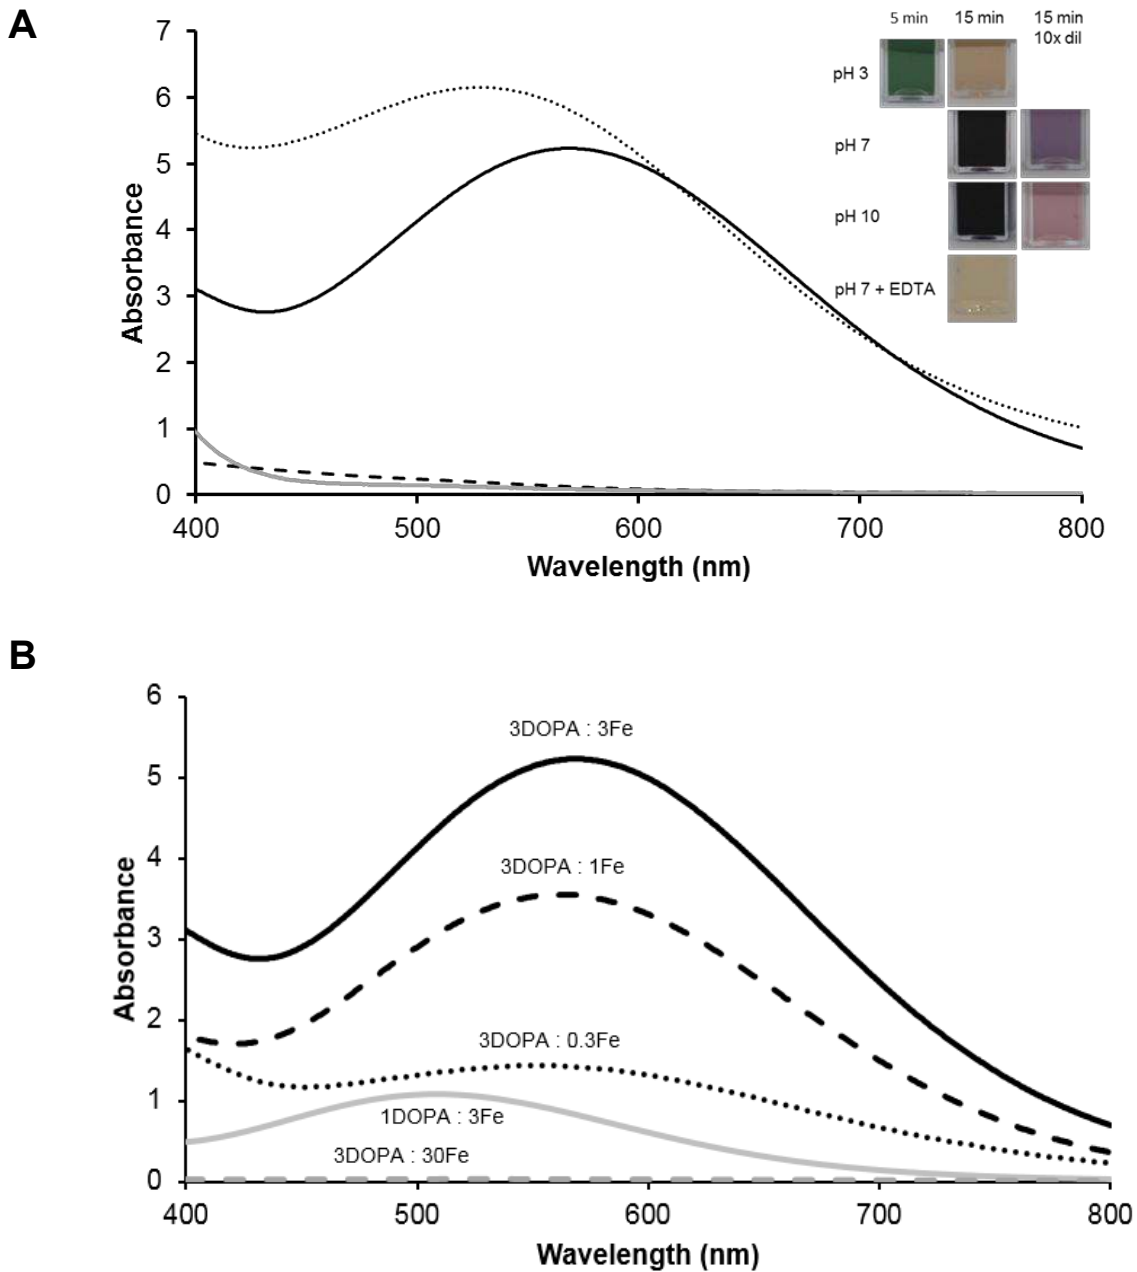 A
5 min 15 min 15 min
10x dil
pH 3
pH 7
pH 10
pH 7 + EDTA
7
6
5
4
3
2
1
0
Absorbance
400 500 600 700 800
Wavelength (nm)
B
6
5
4
3
2
1
0
Absorbance
3DOPA : 3Fe
3DOPA : 1Fe
3DOPA : 0.3Fe
1DOPA : 3Fe
3DOPA : 30Fe
400 500 600 700 800
Wavelength (nm)